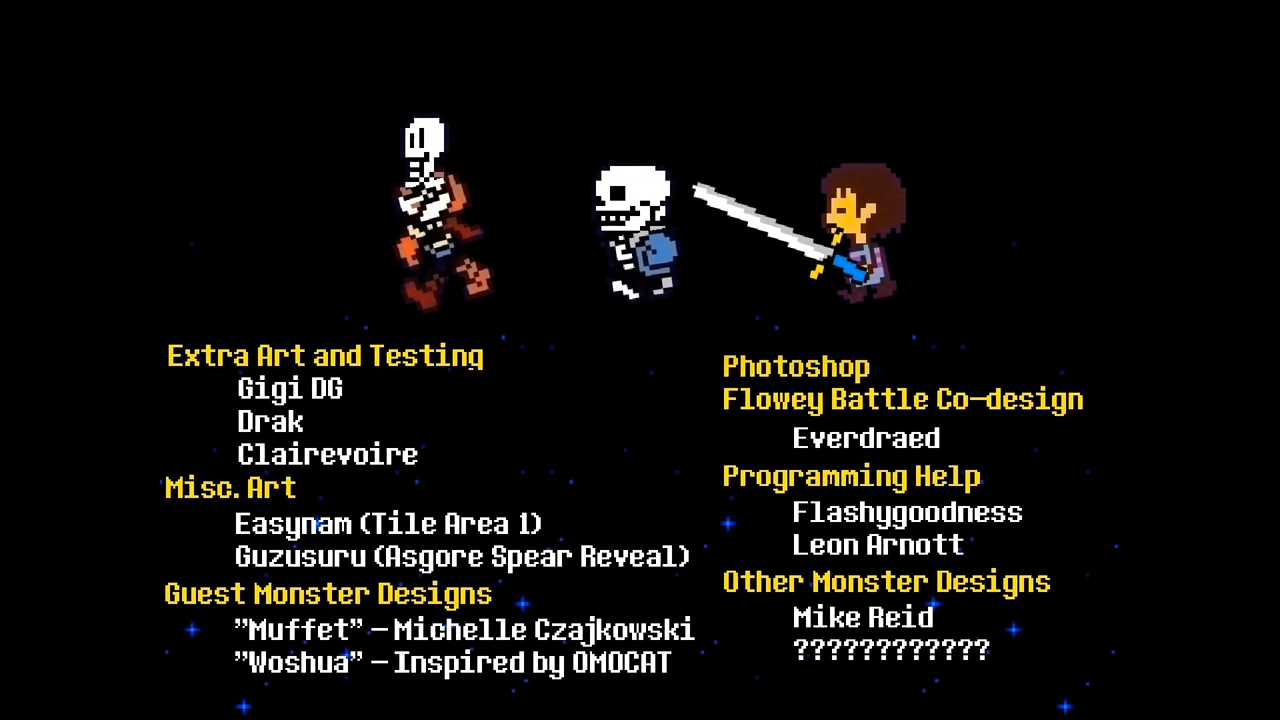 Extra Art and Testing
Gigi DG
Drak
Clairevoire
Misc. Art
Easynam (Tile Area 1)
Guzusuru (Asgore Spear Reveal)
Guest Monster Designs
"Muffet" - Michelle Czajkowski
"Woshua" - Inspired by OMOCAT
Photoshop
Flowey Battle Co-design
Everdraed
Programming Help
Flashygoodness
Leon Arnott
Other Monster Designs
Mike Reid
????????????